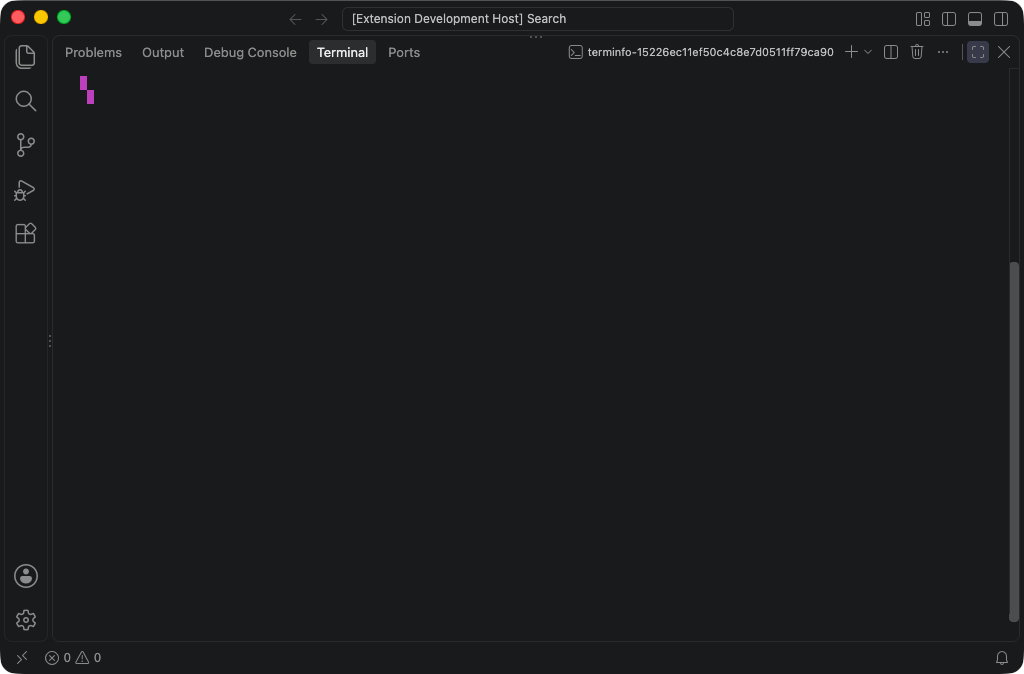 [Extension Development Host] Search
Problems Output Debug Console Terminal Ports terminfo-15226ec11ef50c4c8e7d0511ff79ca90
0 0